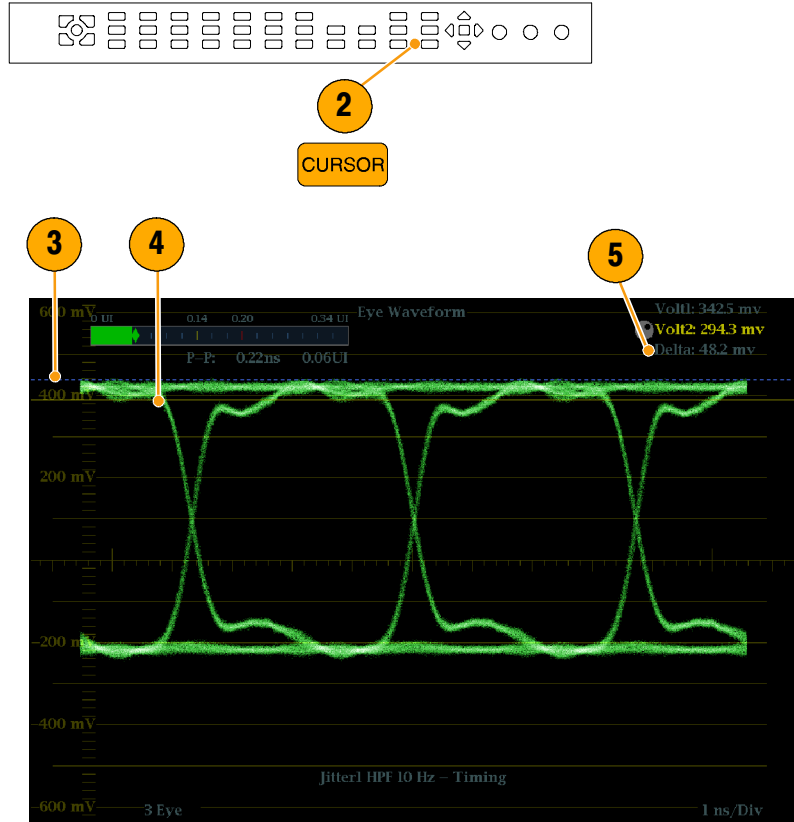 2
CURSOR
3
4
5
600 mV
0 UI
0.14
0.20
0.34 UI
Eye Waveform
Volt1: 342.5 mv
Volt2: 294.3 mv
Delta: 48.2 mv
P-P: 0.22ns 0.06UI
400 mV
200 mV
-200 m
-400 mV
Jitter1 HPF 10 Hz – Timing
-600 mV
3 Eye
1 ns/Div